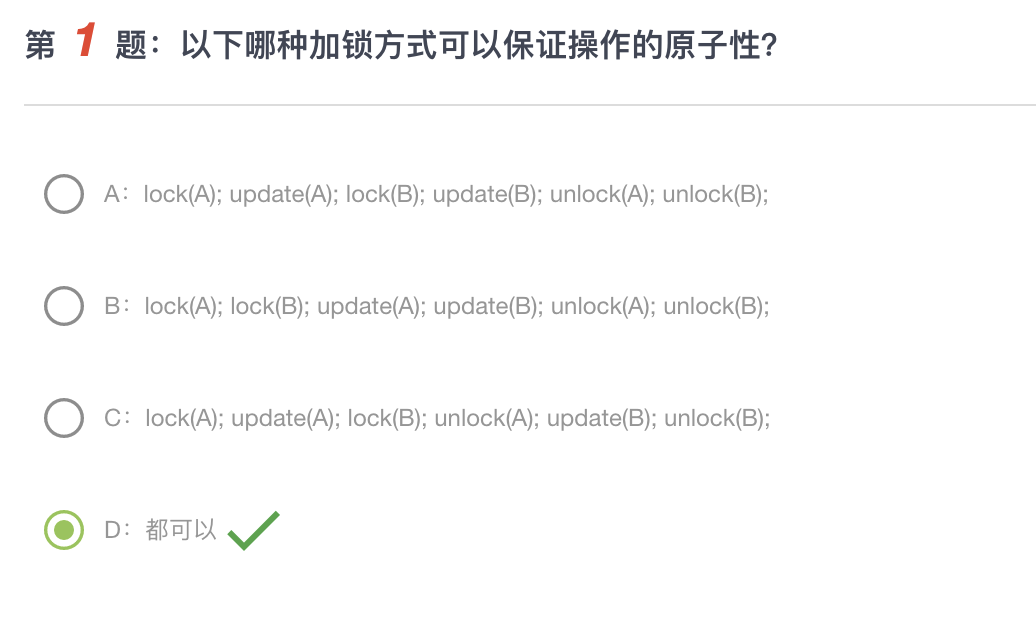 第 1 题：以下哪种加锁方式可以保证操作的原子性?
A：lock(A); update(A); lock(B); update(B); unlock(A); unlock(B);
B：lock(A); lock(B); update(A); update(B); unlock(A); unlock(B);
C：lock(A); update(A); lock(B); unlock(A); update(B); unlock(B);
D：都可以